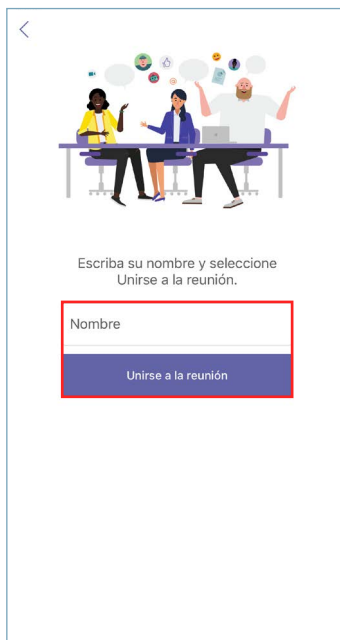 Escriba su nombre y seleccione
Unirse a la reunión.
Nombre
Unirse a la reunión